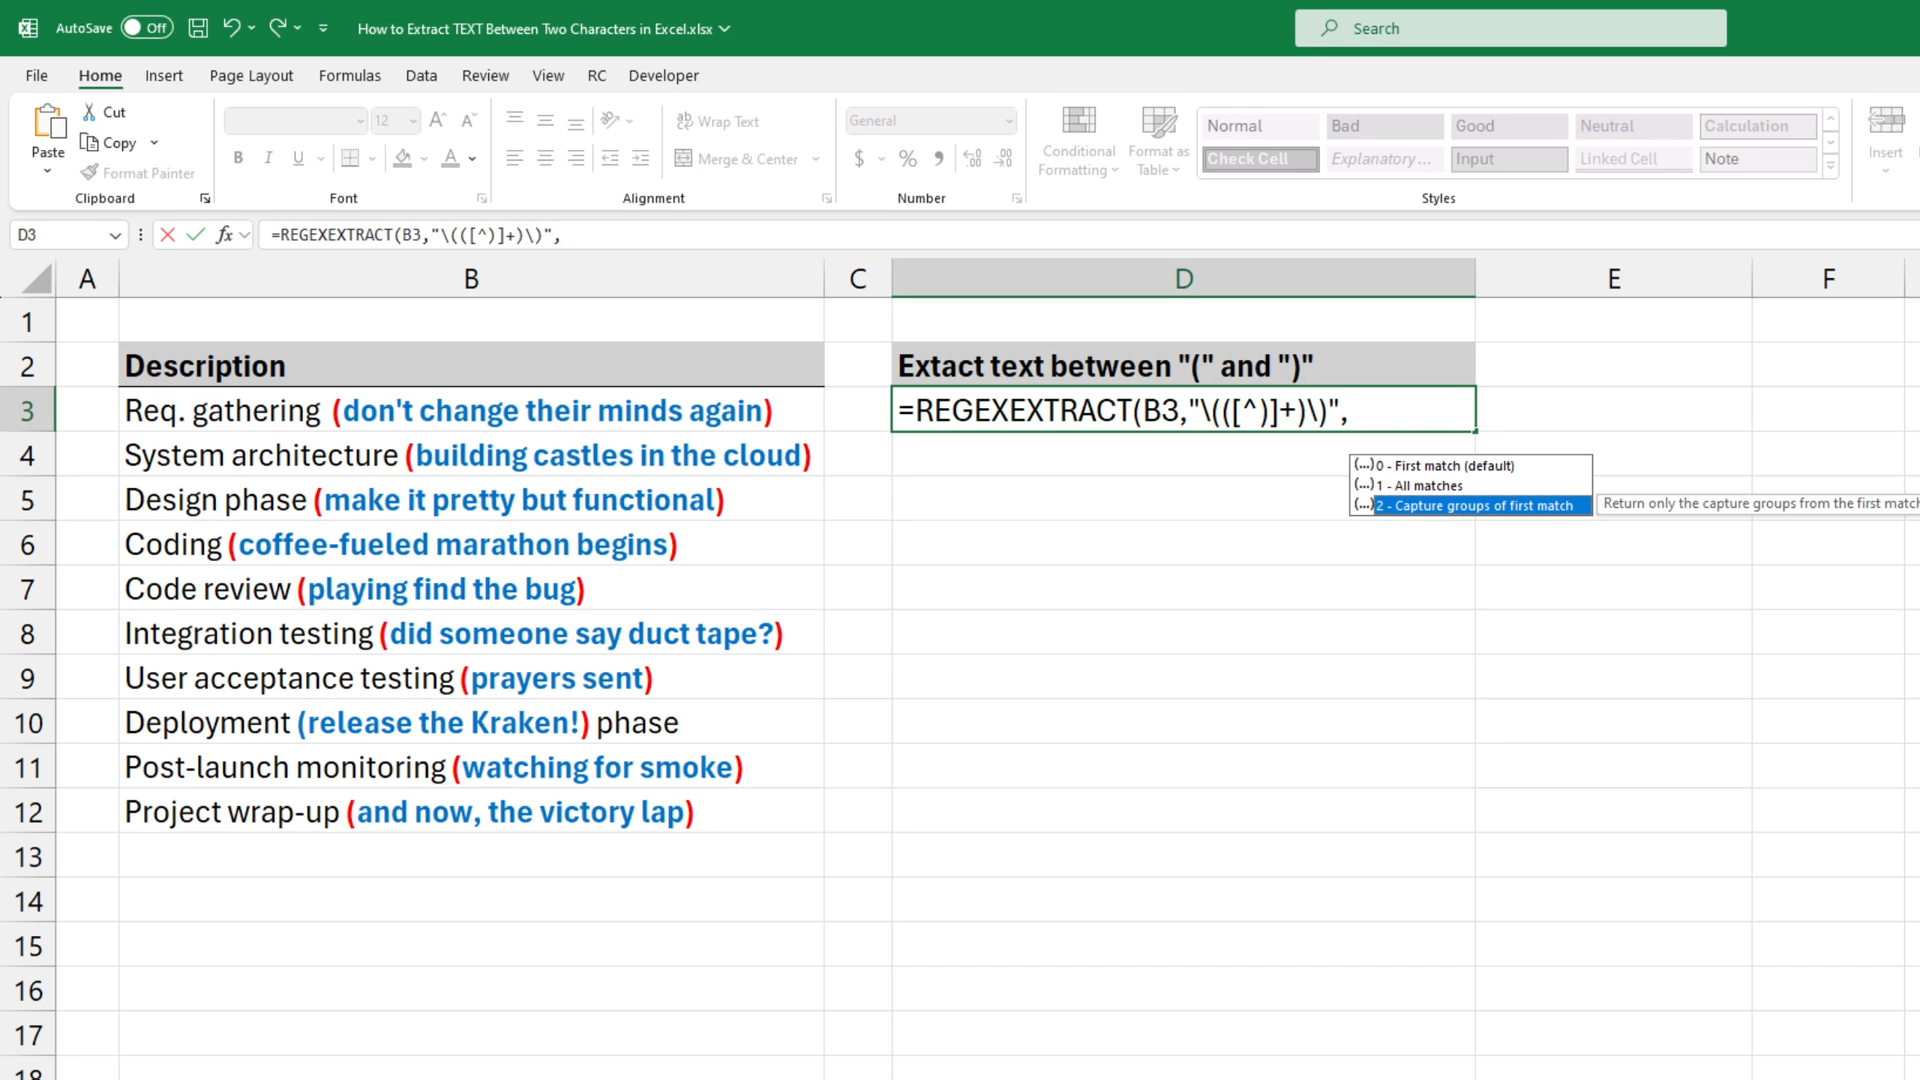 AutoSave Off How to Extract TEXT Between Two Characters in Excel.xlsx Search
File Home Insert Page Layout Formulas Data Review View RC Developer
Paste
Cut
Copy
Format Painter
Clipboard
12
B I U A
Font
Wrap Text
Merge & Center
Alignment
General
$ % 9
Number
Conditional Formatting
Format as Table
Normal Bad Good Neutral Calculation
Check Cell Explanatory ... Input Linked Cell Note
Styles
Insert
D3 fx =REGEXEXTRACT(B3,"\(([^)]+)\)",
A B C D E F
1
2 Description Extact text between "(" and ")"
3 Req. gathering (don't change their minds again) =REGEXEXTRACT(B3,"\(([^)]+)\)",
4 System architecture (building castles in the cloud)
(...) 0 - First match (default)
(...) 1 - All matches
(...) 2 - Capture groups of first match Return only the capture groups from the first match
5 Design phase (make it pretty but functional)
6 Coding (coffee-fueled marathon begins)
7 Code review (playing find the bug)
8 Integration testing (did someone say duct tape?)
9 User acceptance testing (prayers sent)
10 Deployment (release the Kraken!) phase
11 Post-launch monitoring (watching for smoke)
12 Project wrap-up (and now, the victory lap)
13
14
15
16
17
18